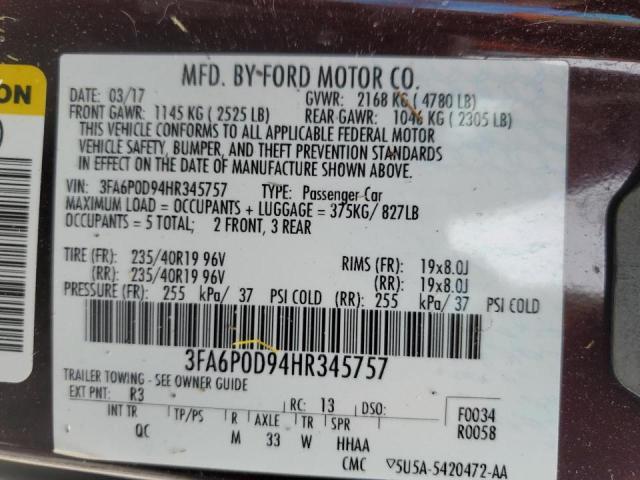 ON
MFD. BY FORD MOTOR CO.
DATE: 03/17 GVWR: 2168 KG ( 4780 LB)
FRONT GAWR: 1145 KG ( 2525 LB) REAR GAWR: 1046 KG ( 2305 LB)
THIS VEHICLE CONFORMS TO ALL APPLICABLE FEDERAL MOTOR
VEHICLE SAFETY, BUMPER, AND THEFT PREVENTION STANDARDS
IN EFFECT ON THE DATE OF MANUFACTURE SHOWN ABOVE.
VIN: 3FA6P0D94HR345757 TYPE: Passenger Car
MAXIMUM LOAD = OCCUPANTS + LUGGAGE = 375KG/ 827LB
OCCUPANTS = 5 TOTAL; 2 FRONT, 3 REAR
TIRE (FR): 235/40R19 96V RIMS (FR): 19x8.0J
(RR): 235/40R19 96V (RR): 19x8.0J
PRESSURE (FR): 255 kPa/ 37 PSI COLD (RR): 255 kPa/ 37 PSI COLD
3FA6P0D94HR345757
TRAILER TOWING - SEE OWNER GUIDE
EXT PNT: R3 RC: 13 DSO: F0034
INT TR TP/PS R AXLE TR SPR R0058
QC M 33 W HHAA
CMC ▽5U5A-5420472-AA